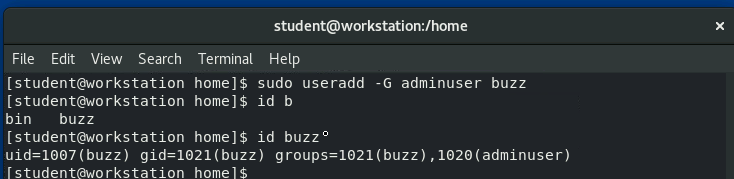 student@workstation:/home
File Edit View Search Terminal Help
[student@workstation home]$ sudo useradd -G adminuser buzz
[student@workstation home]$ id b
bin   buzz
[student@workstation home]$ id buzz
uid=1007(buzz) gid=1021(buzz) groups=1021(buzz),1020(adminuser)
[student@workstation home]$